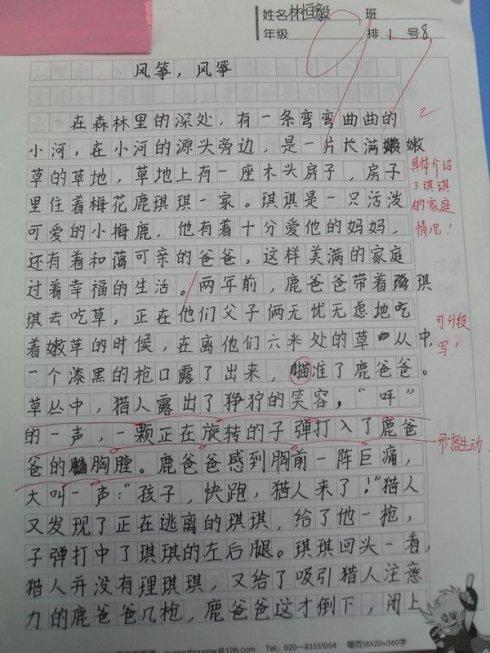 姓名林恒毅 班
年级 排1 号8
风筝，风筝
2
在森林里的深处，有一条弯弯曲曲的
小河，在小河的源头旁边，是一片长满嫩
草的草地，草地上有一座木头房子，房子
里住着梅花鹿琪琪一家。琪琪是一只活泼
可爱的小梅鹿，他有着十分爱他的妈妈，
还有着和蔼可亲的爸爸，这样美满的家庭
过着幸福的生活。两年前，鹿爸爸带着琪
琪去吃草，正在他们父子俩无忧无虑地吃
着嫩草的时候，在离他们六米处的草丛中，
一个漆黑的枪口露了出来，瞄准了鹿爸爸。
草丛中，猎人露出了狰狞的笑容，“呯”
的一声，一颗正在旋转的子弹打入了鹿爸
爸的胸膛。鹿爸爸感到胸前一阵巨痛，
大叫一声：“孩子，快跑，猎人来了！”猎人
又发现了正在逃离的琪琪，给了他一枪，
子弹打中了琪琪的左后腿。琪琪回头一看，
猎人并没有理琪琪，又给了吸引猎人注意
力的鹿爸爸几枪，鹿爸爸这才倒下，闭上
具体介绍
了琪琪
的家庭
情况！
可分段
写！
形容生动
@126.com Tel：020—83551054 每页18X20=360字